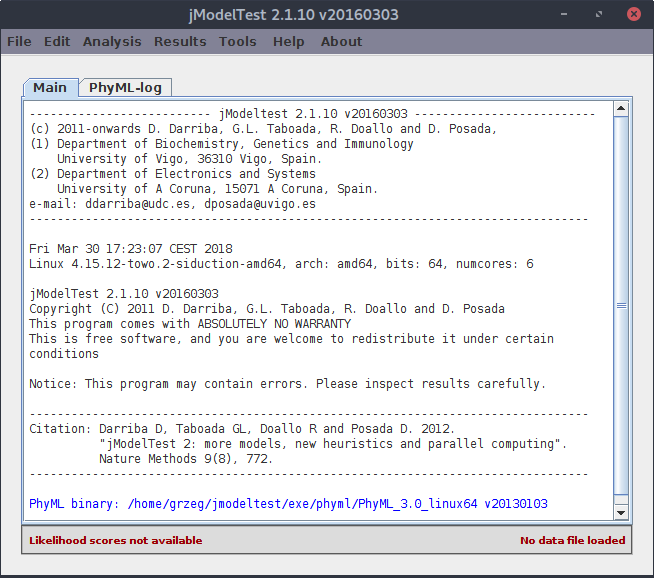 jModelTest 2.1.10 v20160303
File Edit Analysis Results Tools Help About
Main PhyML-log
-------------------------- jModeltest 2.1.10 v20160303 --------------------------
(c) 2011-onwards D. Darriba, G.L. Taboada, R. Doallo and D. Posada,
(1) Department of Biochemistry, Genetics and Immunology
    University of Vigo, 36310 Vigo, Spain.
(2) Department of Electronics and Systems
    University of A Coruna, 15071 A Coruna, Spain.
e-mail: ddarriba@udc.es, dposada@uvigo.es
--------------------------------------------------------------------------------
Fri Mar 30 17:23:07 CEST 2018
Linux 4.15.12-towo.2-siduction-amd64, arch: amd64, bits: 64, numcores: 6
jModelTest 2.1.10 v20160303
Copyright (C) 2011 D. Darriba, G.L. Taboada, R. Doallo and D. Posada
This program comes with ABSOLUTELY NO WARRANTY
This is free software, and you are welcome to redistribute it under certain
conditions
Notice: This program may contain errors. Please inspect results carefully.
--------------------------------------------------------------------------------
Citation: Darriba D, Taboada GL, Doallo R and Posada D. 2012.
          "jModelTest 2: more models, new heuristics and parallel computing".
          Nature Methods 9(8), 772.
--------------------------------------------------------------------------------
PhyML binary: /home/grzeg/jmodeltest/exe/phyml/PhyML_3.0_linux64 v20130103
Likelihood scores not available No data file loaded